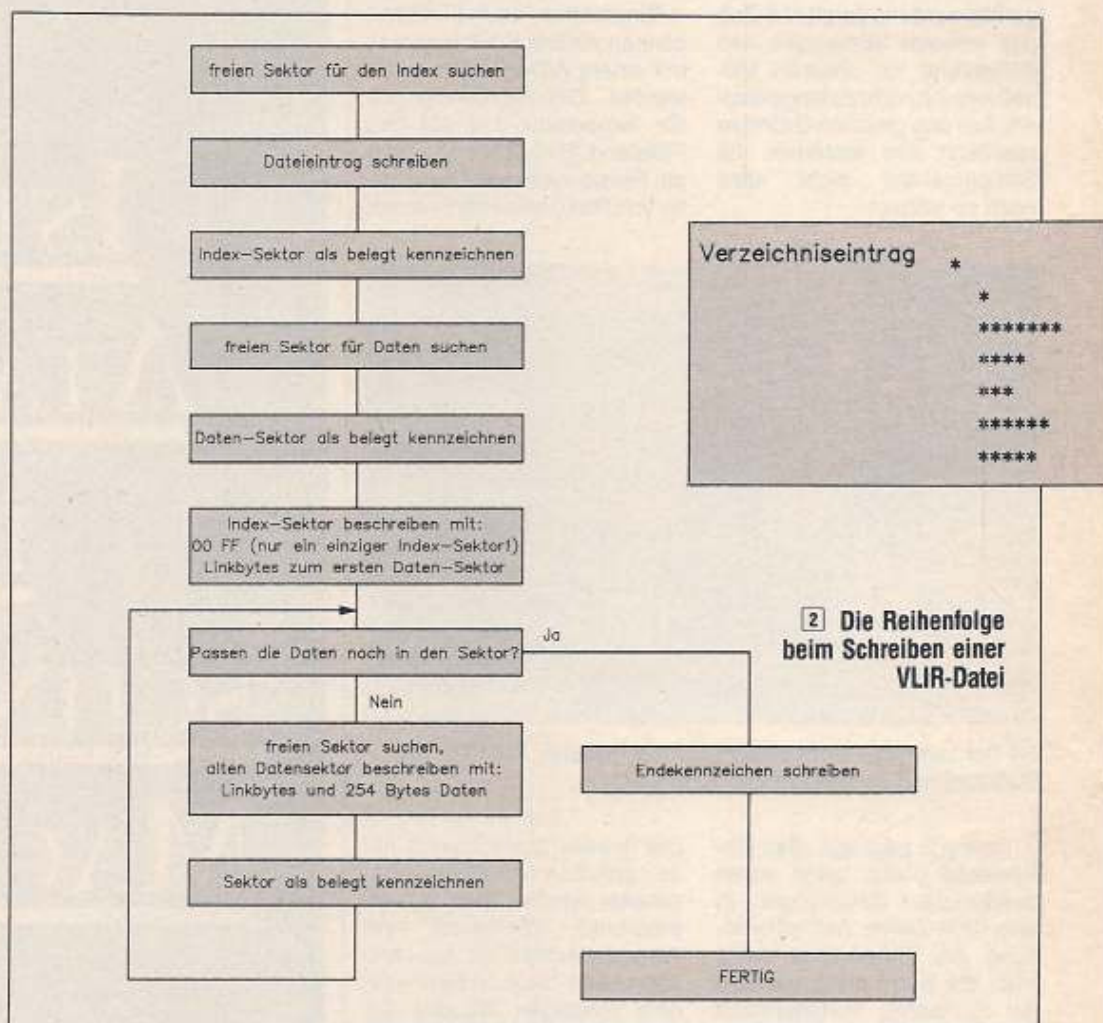 freien Sektor für den Index suchen
Dateieintrag schreiben
Index-Sektor als belegt kennzeichnen
freien Sektor für Daten suchen
Daten-Sektor als belegt kennzeichnen
Index-Sektor beschreiben mit:
00 FF (nur ein einziger Index-Sektor!)
Linkbytes zum ersten Daten-Sektor
Passen die Daten noch in den Sektor?
Ja
Nein
freien Sektor suchen,
alten Datensektor beschreiben mit:
Linkbytes und 254 Bytes Daten
Sektor als belegt kennzeichnen
Endekennzeichen schreiben
FERTIG
Verzeichniseintrag *
*
*******
****
***
******
*****
2 Die Reihenfolge
beim Schreiben einer
VLIR-Datei